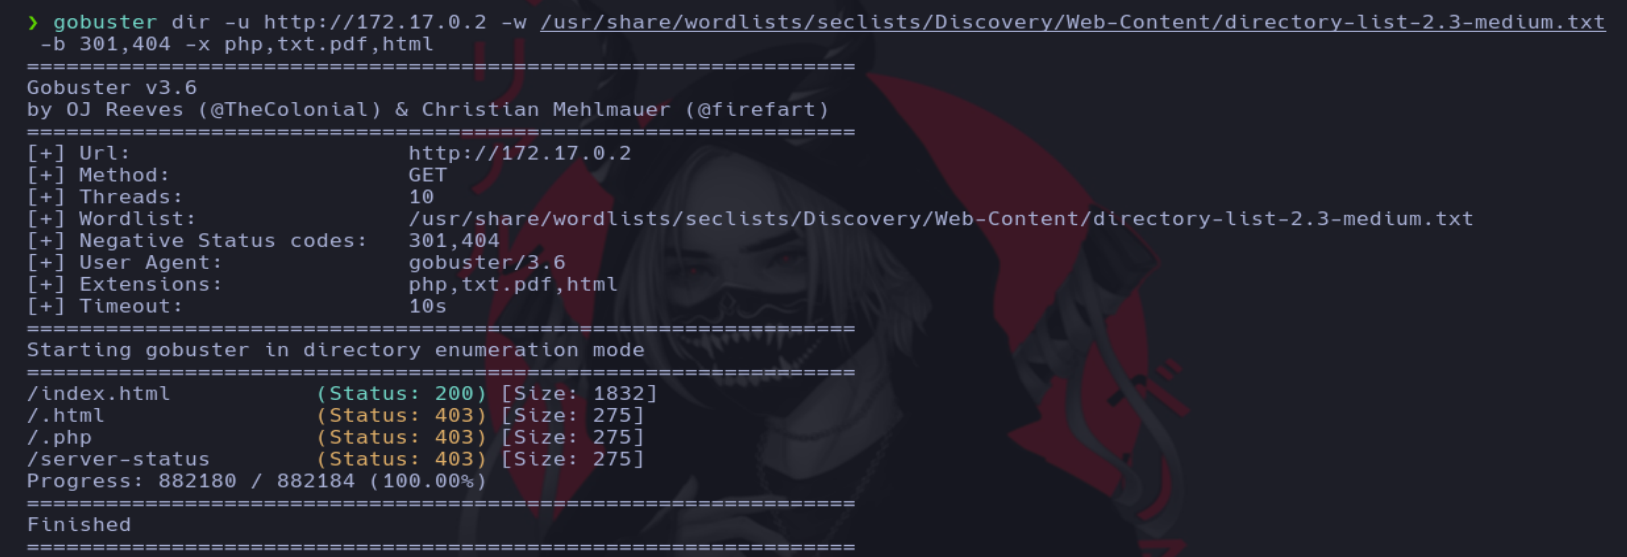 ❯ gobuster dir -u http://172.17.0.2 -w /usr/share/wordlists/seclists/Discovery/Web-Content/directory-list-2.3-medium.txt
-b 301,404 -x php,txt.pdf,html
===============================================================
Gobuster v3.6
by OJ Reeves (@TheColonial) & Christian Mehlmauer (@firefart)
===============================================================
[+] Url:                     http://172.17.0.2
[+] Method:                  GET
[+] Threads:                 10
[+] Wordlist:                /usr/share/wordlists/seclists/Discovery/Web-Content/directory-list-2.3-medium.txt
[+] Negative Status codes:   301,404
[+] User Agent:              gobuster/3.6
[+] Extensions:              php,txt.pdf,html
[+] Timeout:                 10s
===============================================================
Starting gobuster in directory enumeration mode
===============================================================
/index.html           (Status: 200) [Size: 1832]
/.html                (Status: 403) [Size: 275]
/.php                 (Status: 403) [Size: 275]
/server-status        (Status: 403) [Size: 275]
Progress: 882180 / 882184 (100.00%)
===============================================================
Finished
===============================================================